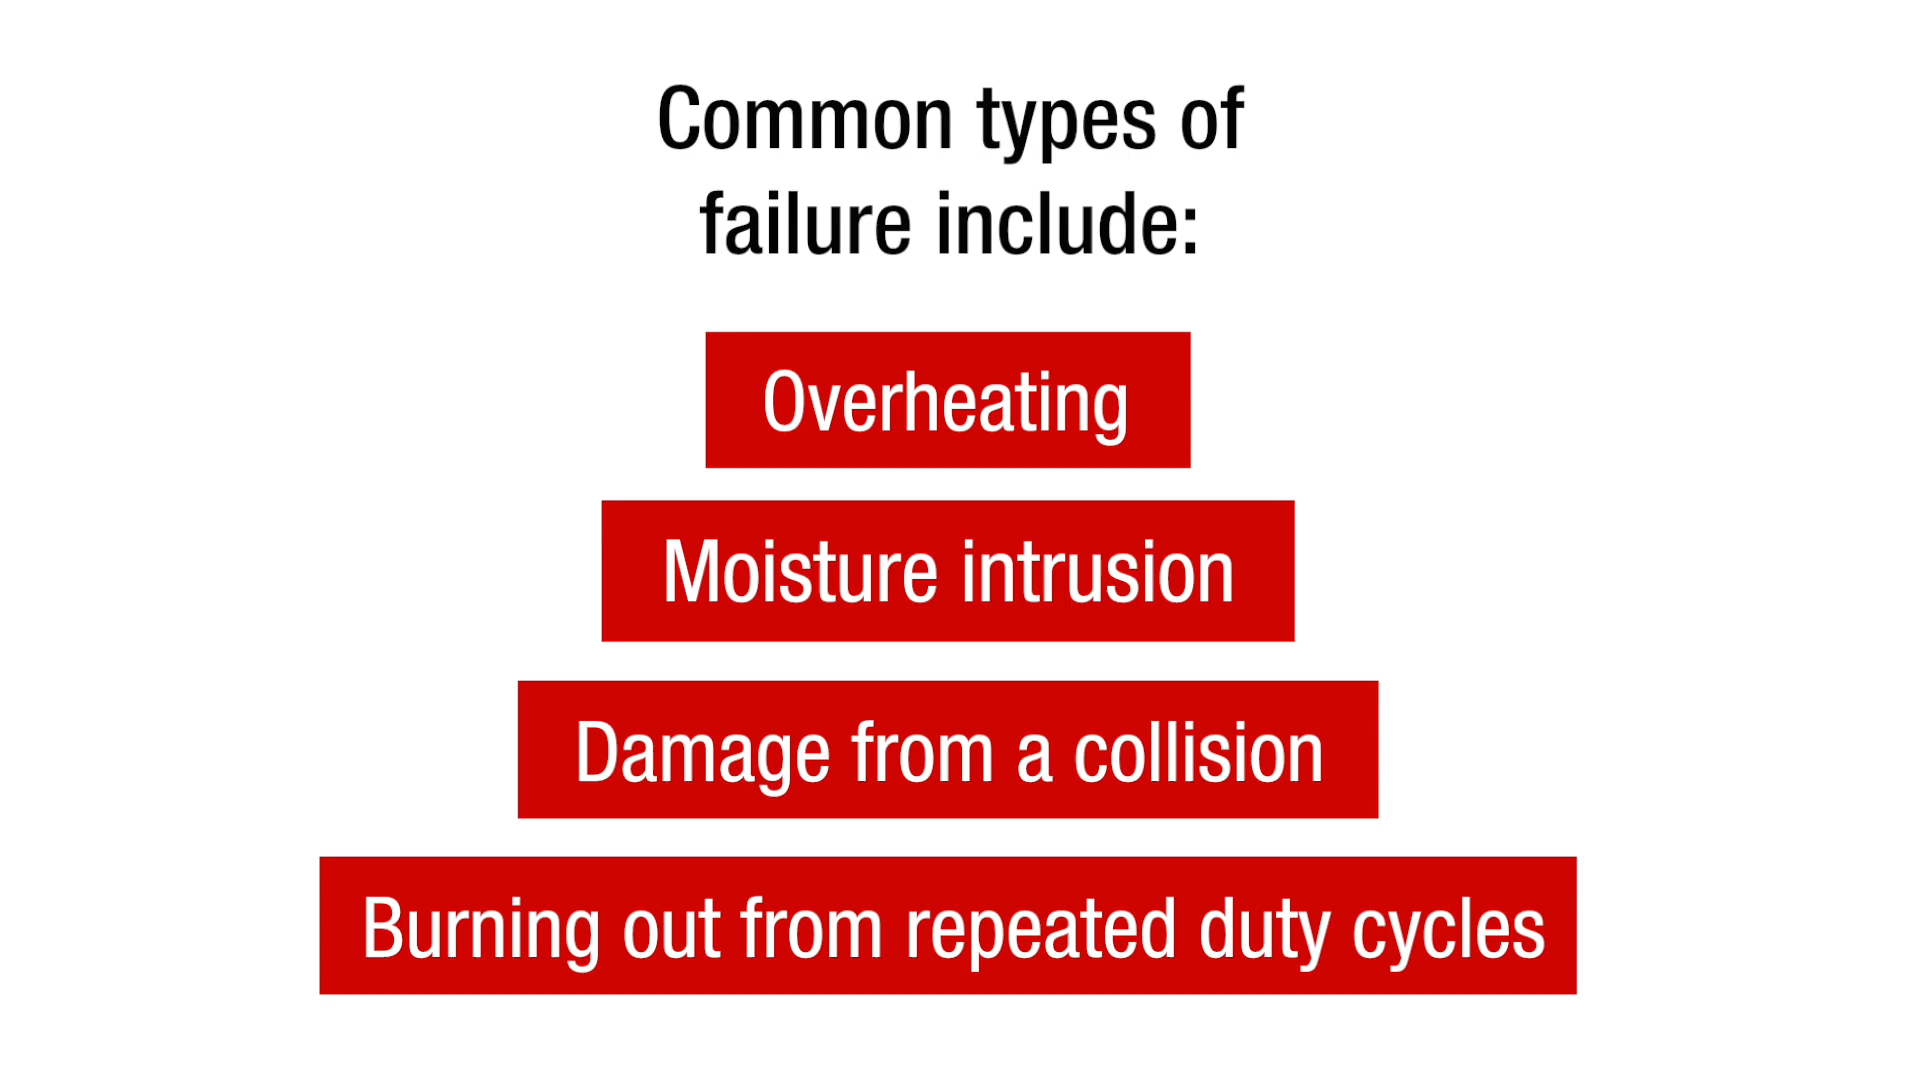 Common types of
failure include:
Overheating
Moisture intrusion
Damage from a collision
Burning out from repeated duty cycles